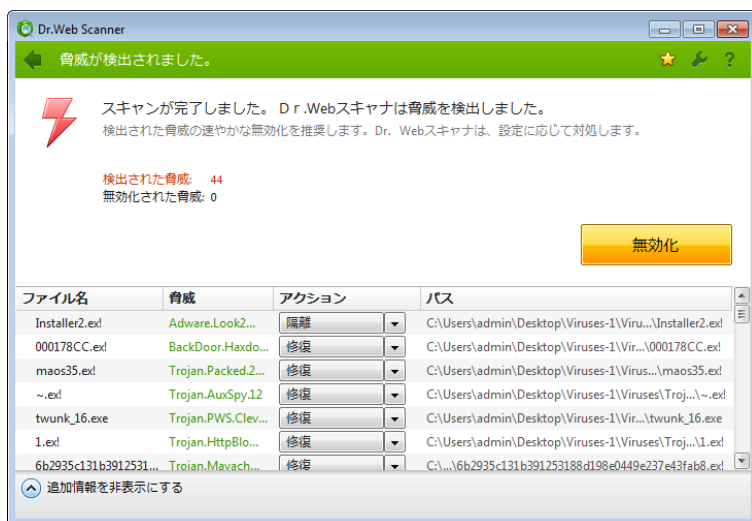 Dr.Web Scanner
脅威が検出されました。
スキャンが完了しました。 Dr.Webスキャナは脅威を検出しました。
検出された脅威の速やかな無効化を推奨します。Dr. Webスキャナは、設定に応じて対処します。
検出された脅威: 44
無効化された脅威: 0
無効化
ファイル名 脅威 アクション パス
Installer2.ex! Adware.Look2... 隔離 C:\Users\admin\Desktop\Viruses-1\Viru...\Installer2.ex!
000178CC.ex! BackDoor.Haxdo... 修復 C:\Users\admin\Desktop\Viruses-1\Vir...\000178CC.ex!
maos35.ex! Trojan.Packed.2... 修復 C:\Users\admin\Desktop\Viruses-1\Virus...\maos35.ex!
~.ex! Trojan.AuxSpy.12 修復 C:\Users\admin\Desktop\Viruses-1\Viruses\Troj...\~.ex!
twunk_16.exe Trojan.PWS.Clev... 修復 C:\Users\admin\Desktop\Viruses-1\Vir...\twunk_16.exe
1.ex! Trojan.HttpBlo... 修復 C:\Users\admin\Desktop\Viruses-1\Viruses\Troj...\1.ex!
6b2935c131b3912531... Trojan.Mayach... 修復 C:\...\6b2935c131b391253188d198e0449e237e43fab8.ex!
追加情報を非表示にする